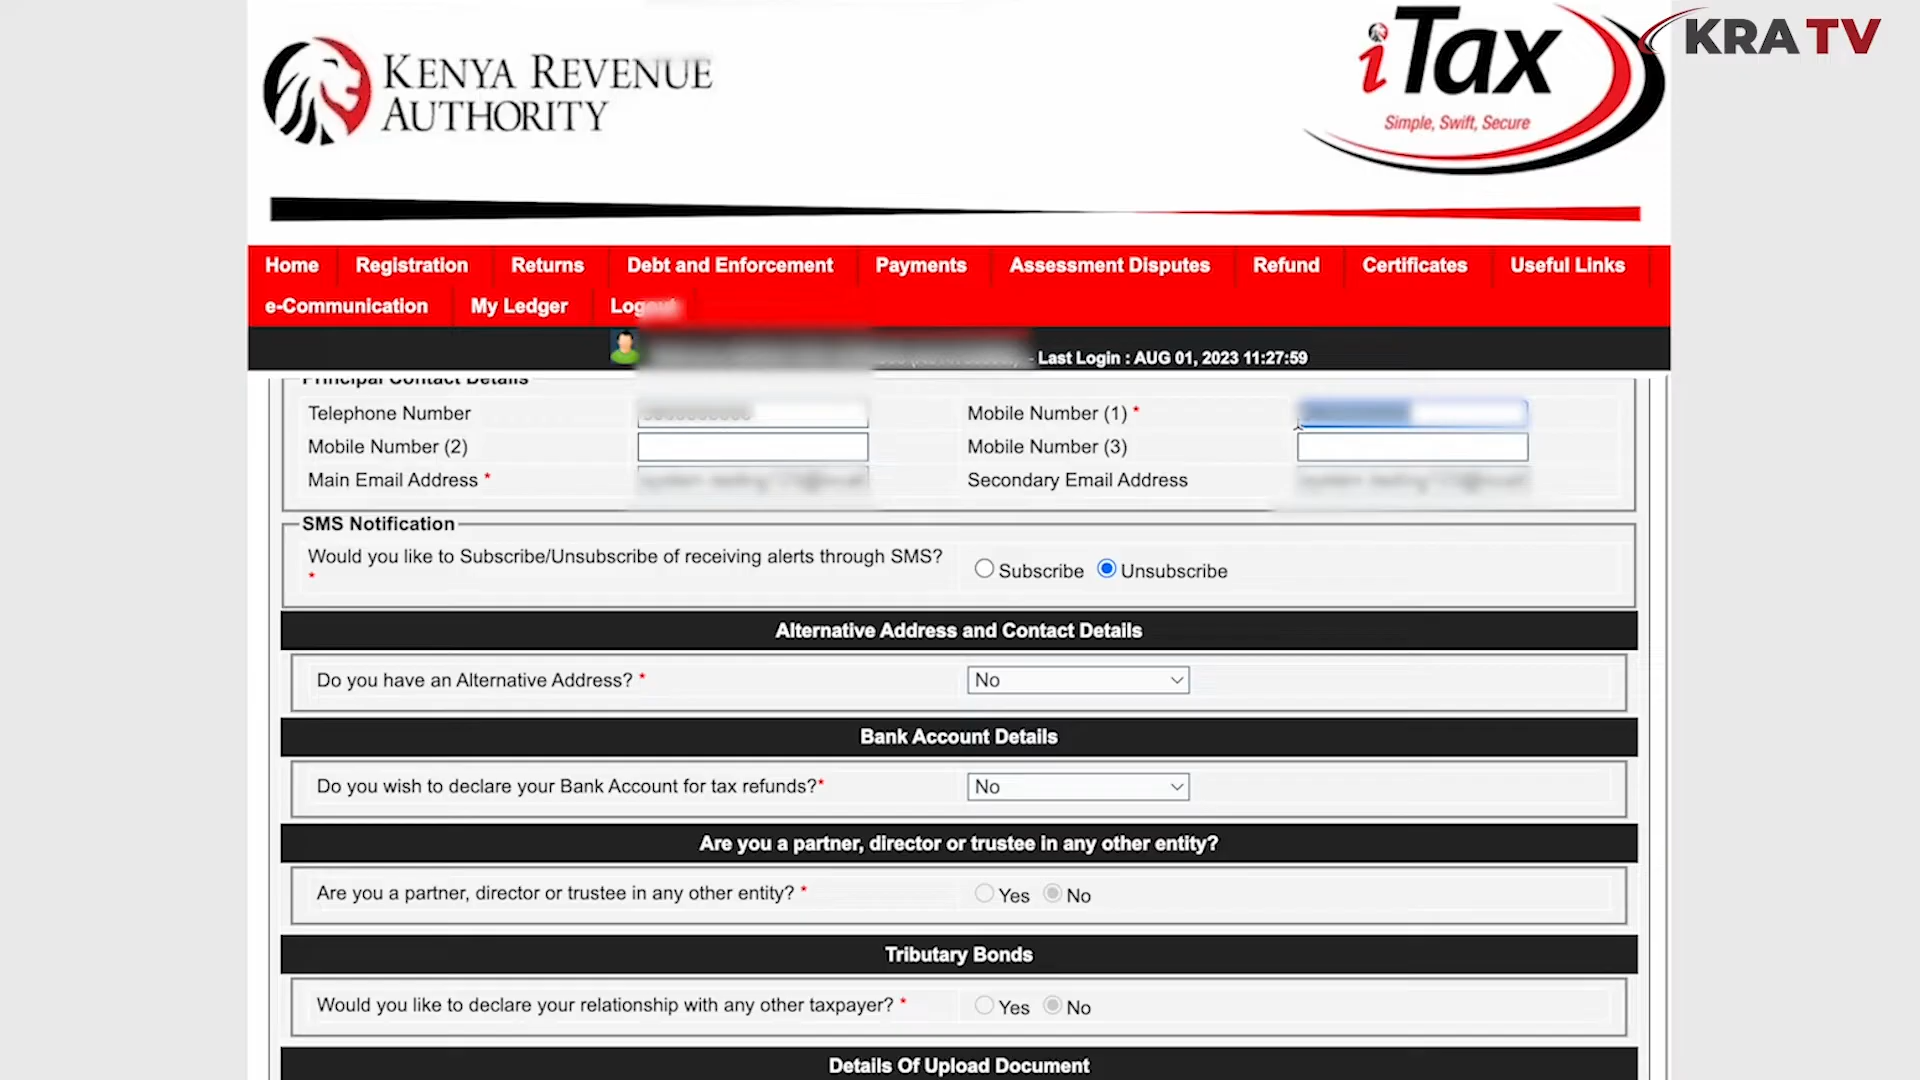 KENYA REVENUE
AUTHORITY
iTax
Simple, Swift, Secure
KRA TV
Home Registration Returns Debt and Enforcement Payments Assessment Disputes Refund Certificates Useful Links
e-Communication My Ledger Logout
- Last Login : AUG 01, 2023 11:27:59
Principal Contact Details
Telephone Number Mobile Number (1) *
Mobile Number (2) Mobile Number (3)
Main Email Address * Secondary Email Address
SMS Notification
Would you like to Subscribe/Unsubscribe of receiving alerts through SMS?
* Subscribe Unsubscribe
Alternative Address and Contact Details
Do you have an Alternative Address? * No
Bank Account Details
Do you wish to declare your Bank Account for tax refunds?* No
Are you a partner, director or trustee in any other entity?
Are you a partner, director or trustee in any other entity? * Yes No
Tributary Bonds
Would you like to declare your relationship with any other taxpayer? * Yes No
Details Of Upload Document